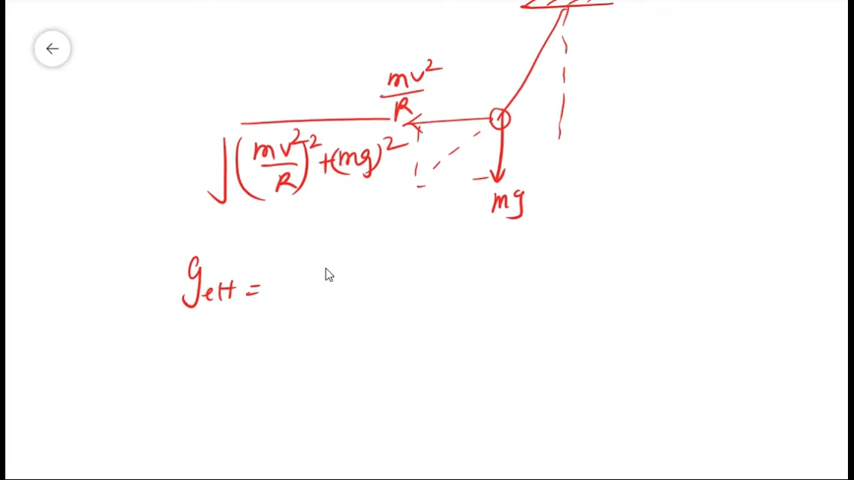 mv²/R
√((mv²/R)² + (mg)²)
mg
geff =